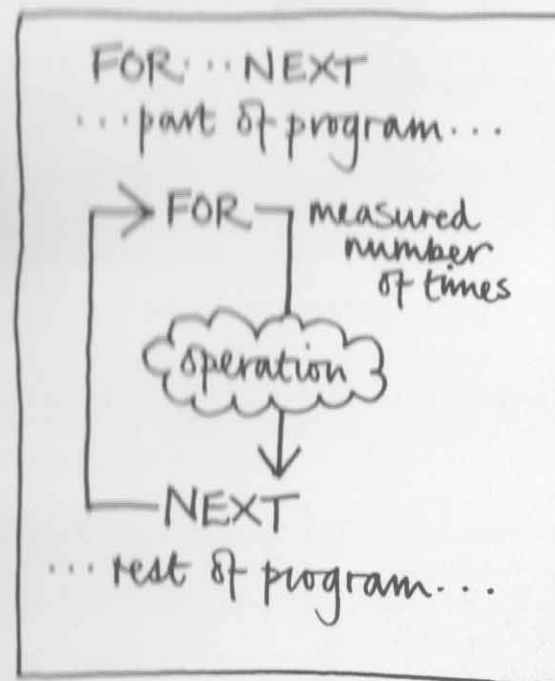 FOR...NEXT
...part of program...
FOR measured
number
of times
operation
NEXT
...rest of program...